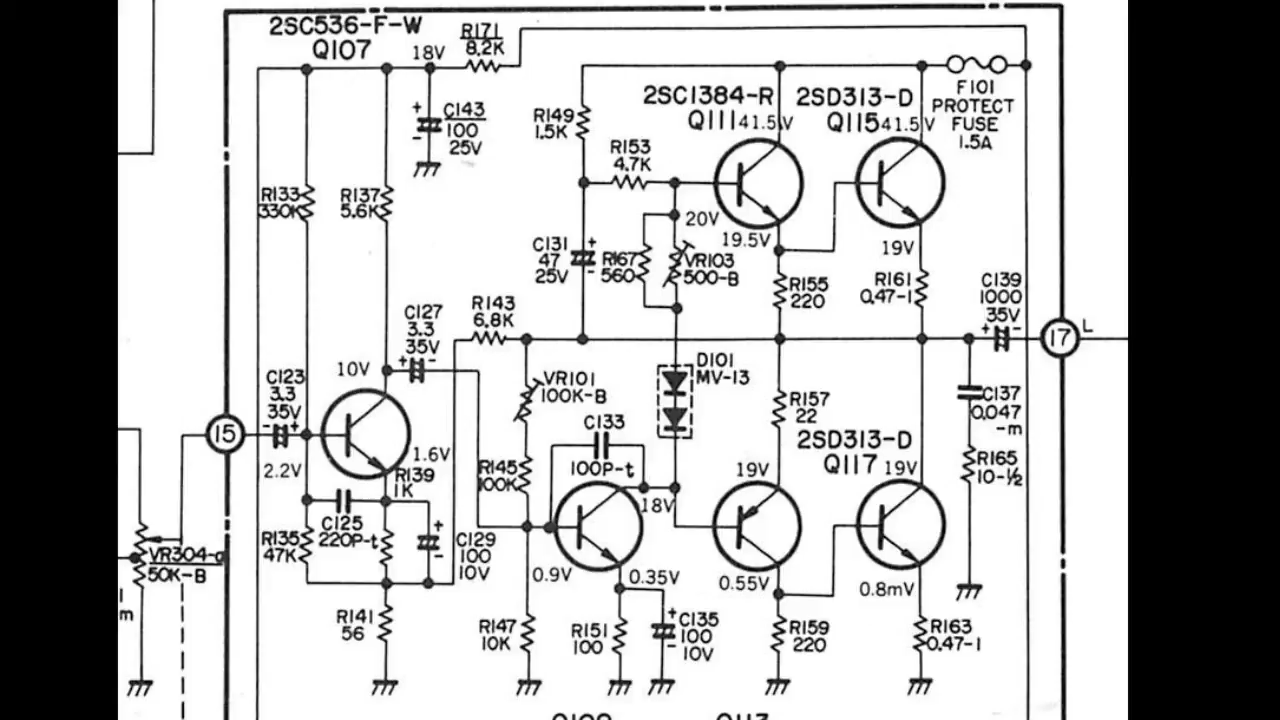 2SC536-F-W
Q107
18V
R171
8.2K
C143
100
25V
+
-
R149
1.5K
2SC1384-R
Q111 41.5V
2SD313-D
Q115 41.5V
F101
PROTECT
FUSE
1.5A
R153
4.7K
R133
330K
R137
5.6K
20V
19.5V
19V
C131
47
25V
+
-
R167
560
VR103
500-B
R155
220
R161
0.47-1
C139
1000
35V
+ -
17
L
R143
6.8K
C127
3.3
35V
+ -
10V
C123
3.3
35V
- +
15
2.2V
1.6V
VR101
100K-B
D101
MV-13
R157
22
C137
0.047
-m
C133
100P-t
2SD313-D
Q117 19V
19V
R139
1K
R145
100K
18V
R165
10-½
C125
220P-t
R135
47K
C129
100
10V
+
-
VR304-a
50K-B
m
0.9V
0.35V
0.55V
0.8mV
R141
56
R147
10K
R151
100
C135
100
10V
+
-
R159
220
R163
0.47-1